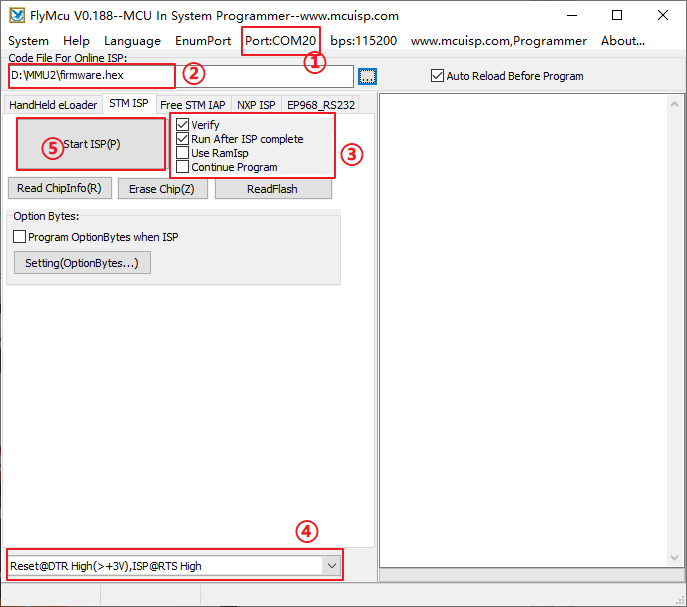 FlyMcu V0.188--MCU In System Programmer--www.mcuisp.com
System Help Language EnumPort Port:COM20 bps:115200 www.mcuisp.com,Programmer About...
①
Code File For Online ISP:
D:\MMU2\firmware.hex ② ... Auto Reload Before Program
HandHeld eLoader STM ISP Free STM IAP NXP ISP EP968_RS232
⑤ Start ISP(P)
Verify
Run After ISP complete
Use RamIsp
Continue Program
③
Read ChipInfo(R) Erase Chip(Z) ReadFlash
Option Bytes:
Program OptionBytes when ISP
Setting(OptionBytes...)
④
Reset@DTR High(>+3V),ISP@RTS High